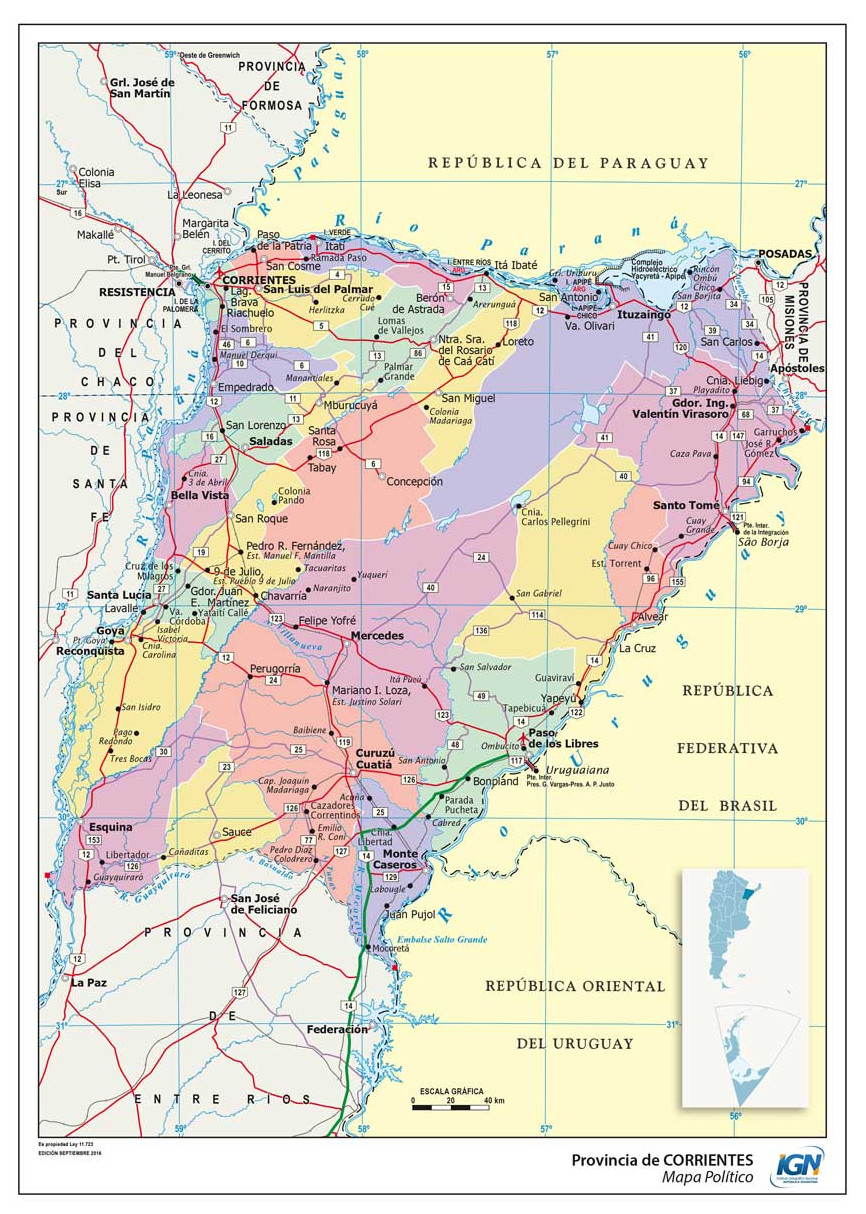 59°
Oeste de Greenwich
58°
57°
56°
PROVINCIA
DE
FORMOSA
Grl. José de
San Martín
11
R. Paraguay
REPÚBLICA DEL PARAGUAY
Colonia
Elisa
27°
Sur
27°
La Leonesa
16
Makallé
Margarita
Belén
I. DEL
CERRITO
Paso
de la Patria
I. VERDE
Itatí
Ramada Paso
Río Paraná
Pt. Tirol
Pte. Grl.
Manuel Belgrano
San Cosme
I. ENTRE RÍOS
ARG.
Itá Ibaté
Grl. Uriburu
Complejo
Hidroeléctrico
Yacyretá - Apipé
Rincón
Ombú
Chico
POSADAS
CORRIENTES
RESISTENCIA
I. DE LA
PALOMERA
Lag.
Brava
Riachuelo
San Luis del Palmar
4
15
13
12
Herlitzka
Cerrudo
Cué
Berón
de Astrada
Arerunguá
San Antonio
I. APIPÉ
ARG
I. APIPÉ
CHICO
San Borjita
105
PROVINCIA DE
MISIONES
PROVINCIA
DEL
CHACO
El Sombrero
5
Lomas
de Vallejos
118
12
Va. Olivari
Ituzaingó
34
39
34
14
San Carlos
46
6
Manuel Derqui
6
13
86
Ntra. Sra.
del Rosario
de Caá Catí
Loreto
41
120
10
Manantiales
Palmar
Grande
Cnia. Liebig
Apóstoles
Empedrado
28°
28°
12
11
13
Mburucuyá
San Miguel
Colonia
Madariaga
37
Playadito
Gdor. Ing.
Valentín Virasoro
68
37
PROVINCIA
DE
SANTA
FE
16
San Lorenzo
Saladas
27
Santa
Rosa
118
Tabay
6
Concepción
41
14
147
Garruchos
José R.
Gómez
Caza Pava
Río Paraná
Cnia.
3 de Abril
Bella Vista
40
94
Colonia
Pando
San Roque
Cnia.
Carlos Pellegrini
Santo Tomé
121
Pte. Inter.
de la Integración
São Borja
Cuay
Grande
19
Pedro R. Fernández,
Est. Manuel F. Mantilla
24
Cuay Chico
Est. Torrent
Cruz de los
Milagros
9 de Julio,
Est. Pueblo 9 de Julio
Tacuaritas
Yuquerí
Naranjito
40
San Gabriel
96
155
11
Santa Lucía
27
Gdor. Juan
E. Martínez
Chavarría
29°
29°
Lavalle
Va.
Córdoba
Yataití Calle
123
Felipe Yofré
136
114
Alvear
Goya
Pt. Goya
Isabel
Victoria
Reconquista
Cnia.
Carolina
Villanueva
Mercedes
La Cruz
14
12
Perugorría
24
San Salvador
Guaviraví
REPÚBLICA
FEDERATIVA
DEL BRASIL
Itá Pucú
Mariano I. Loza,
Est. Justino Solari
49
Yapeyú
122
San Isidro
Tapebicuá
14
123
Pago
Redondo
Baibiene
119
Ombucito
Paso
de los Libres
Tres Bocas
30
25
48
117
Curuzú
Cuatiá
San Antonio
Uruguaiana
23
Cap. Joaquín
Madariaga
126
Bonpland
Pte. Inter.
Pres. G. Vargas-Pres. A. P. Justo
Río Uruguay
30°
30°
Acuña
126
Cazadores
Correntinos
25
Parada
Pucheta
Esquina
153
Sauce
Emilio
R. Coni
77
Cnia.
Libertad
Cabred
12
Libertador
126
Cañaditas
Pedro Díaz
Colodrero
127
14
Monte
Caseros
129
Guayquiraró
R. Guayquiraró
A. Basualdo
Labougle
R. Mocoretá
San José
de Feliciano
Juan Pujol
PROVINCIA
DE
ENTRE RÍOS
Embalse Salto Grande
Mocoretá
12
La Paz
REPÚBLICA ORIENTAL
DEL URUGUAY
127
14
31°
31°
Federación
ESCALA GRÁFICA
0 20 40 km
59°
58°
57°
56°
Es propiedad Ley 11.723
EDICIÓN SEPTIEMBRE 2016
Provincia de CORRIENTES
Mapa Político
IGN